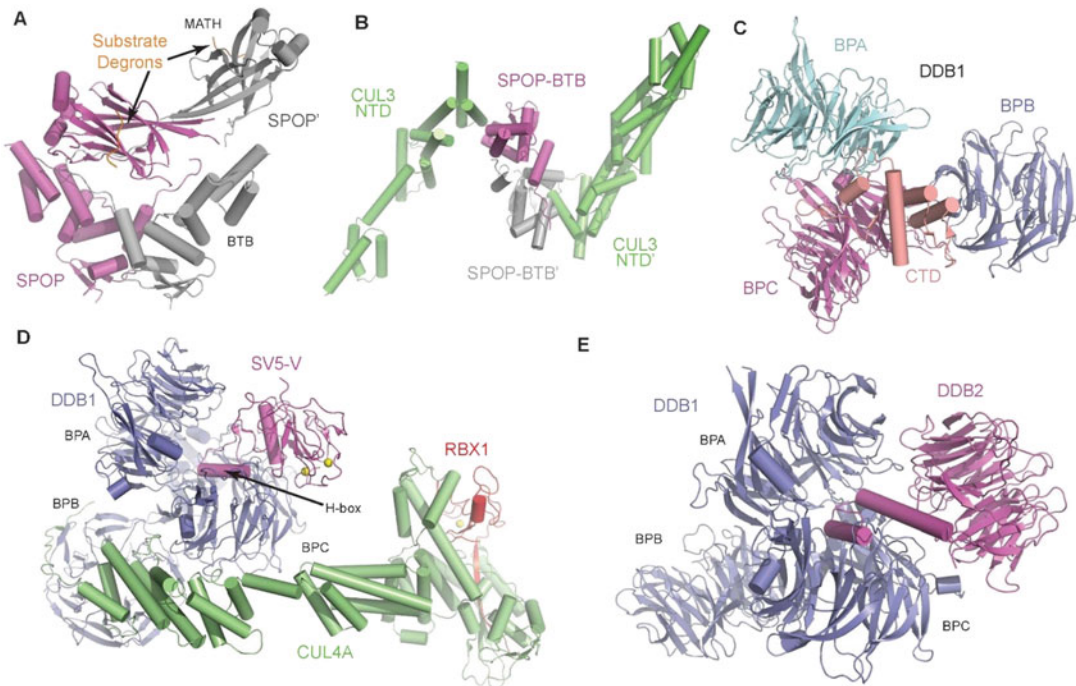 A
MATH
Substrate
Degrons
SPOP'
BTB
SPOP
B
CUL3
NTD
SPOP-BTB
SPOP-BTB'
CUL3
NTD'
C
BPA
DDB1
BPB
BPC
CTD
D
SV5-V
DDB1
BPA
RBX1
H-box
BPB
BPC
CUL4A
E
DDB1
DDB2
BPA
BPB
BPC